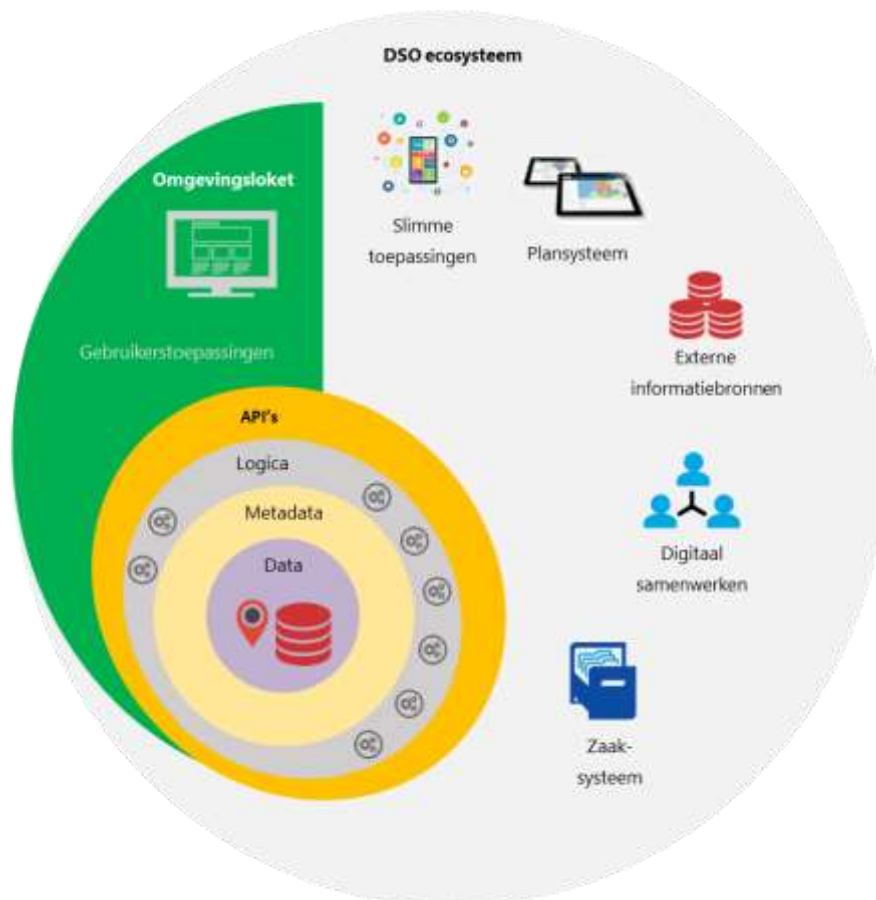 DSO ecosysteem
Omgevingsloket
Gebruikerstoepassingen
Slimme
toepassingen
Plansysteem
Externe
informatiebronnen
Digitaal
samenwerken
Zaak-
systeem
API's
Logica
Metadata
Data